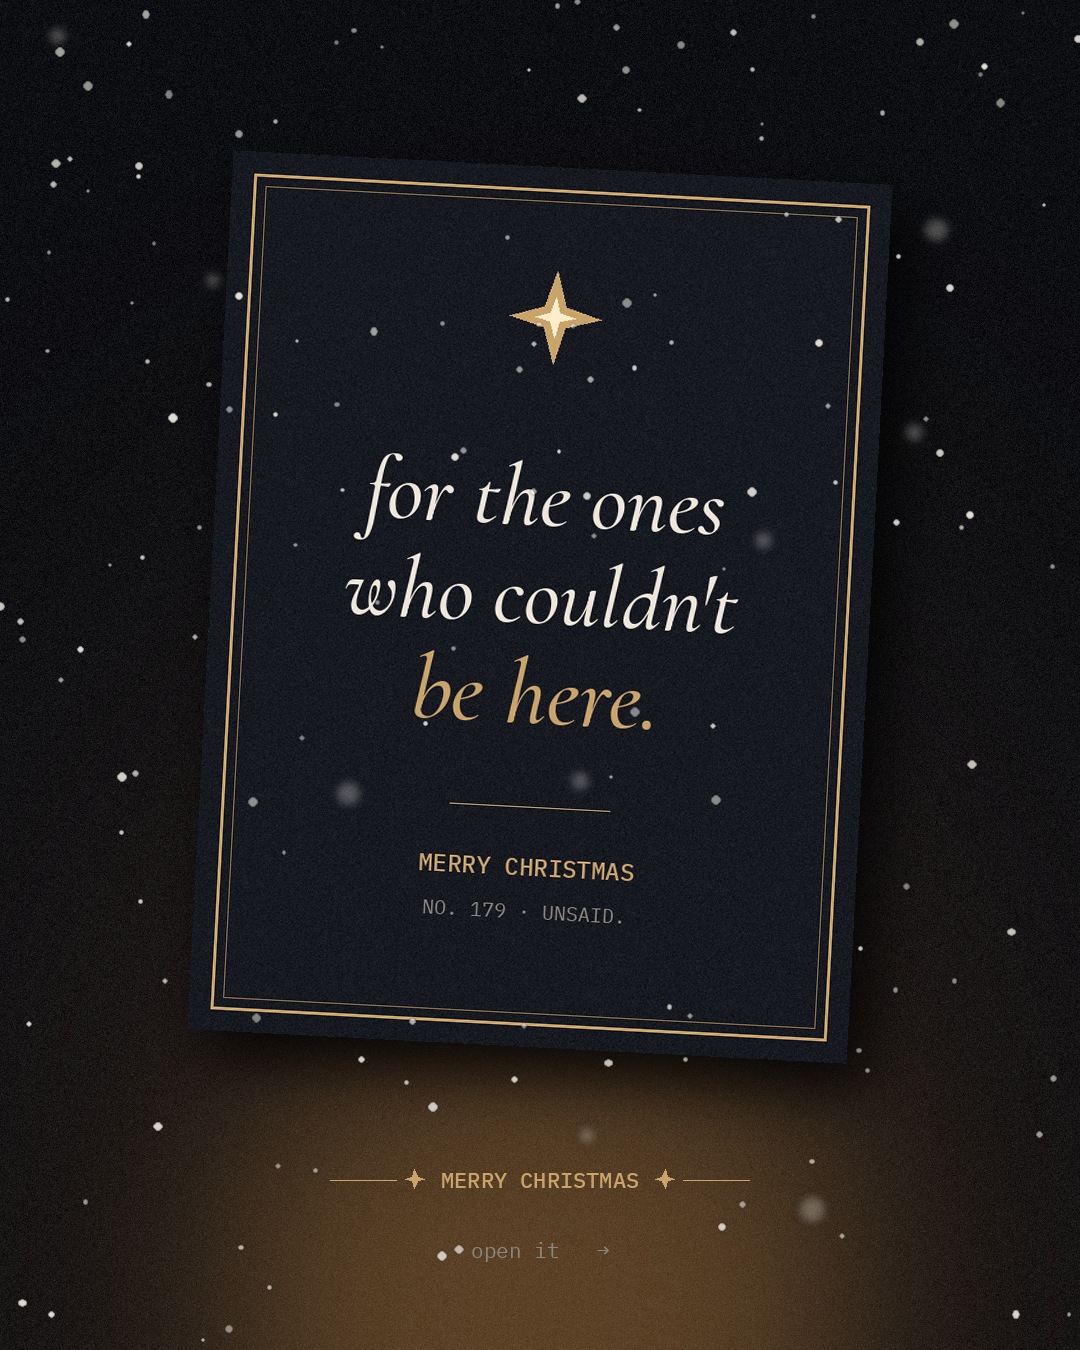 for the ones
who couldn't
be here.
MERRY CHRISTMAS
NO. 179 · UNSAID.
MERRY CHRISTMAS
open it →